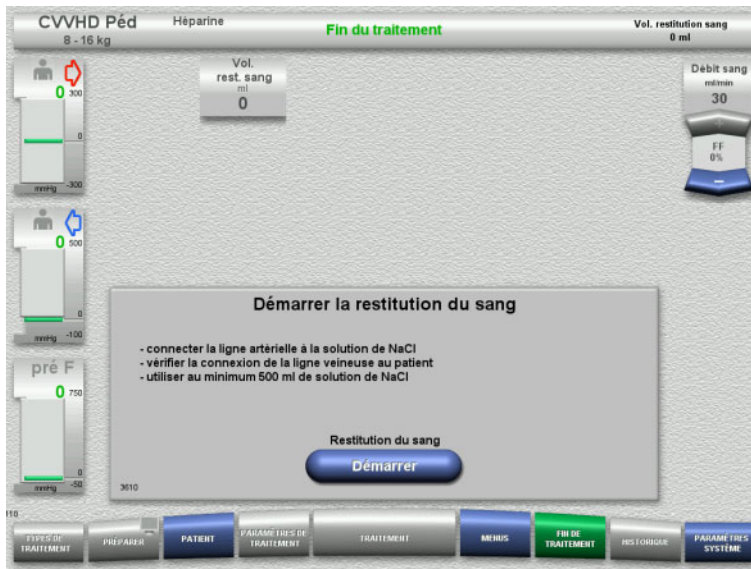 CVVHD Péd
8 - 16 kg
Héparine
Fin du traitement
Vol. restitution sang
0 ml
0
300
0
-300
mmHg
Vol.
rest. sang
ml
0
Débit sang
ml/min
30
+
FF
0%
-
0
500
0
-100
mmHg
pré F
0
750
0
-50
mmHg
Démarrer la restitution du sang
- connecter la ligne artérielle à la solution de NaCl
- vérifier la connexion de la ligne veineuse au patient
- utiliser au minimum 500 ml de solution de NaCl
Restitution du sang
Démarrer
3610
TYPES DE
TRAITEMENT
PRÉPARER
PATIENT
PARAMÈTRES DE
TRAITEMENT
TRAITEMENT
MENUS
FIN DE
TRAITEMENT
HISTORIQUE
PARAMÈTRES
SYSTÈME